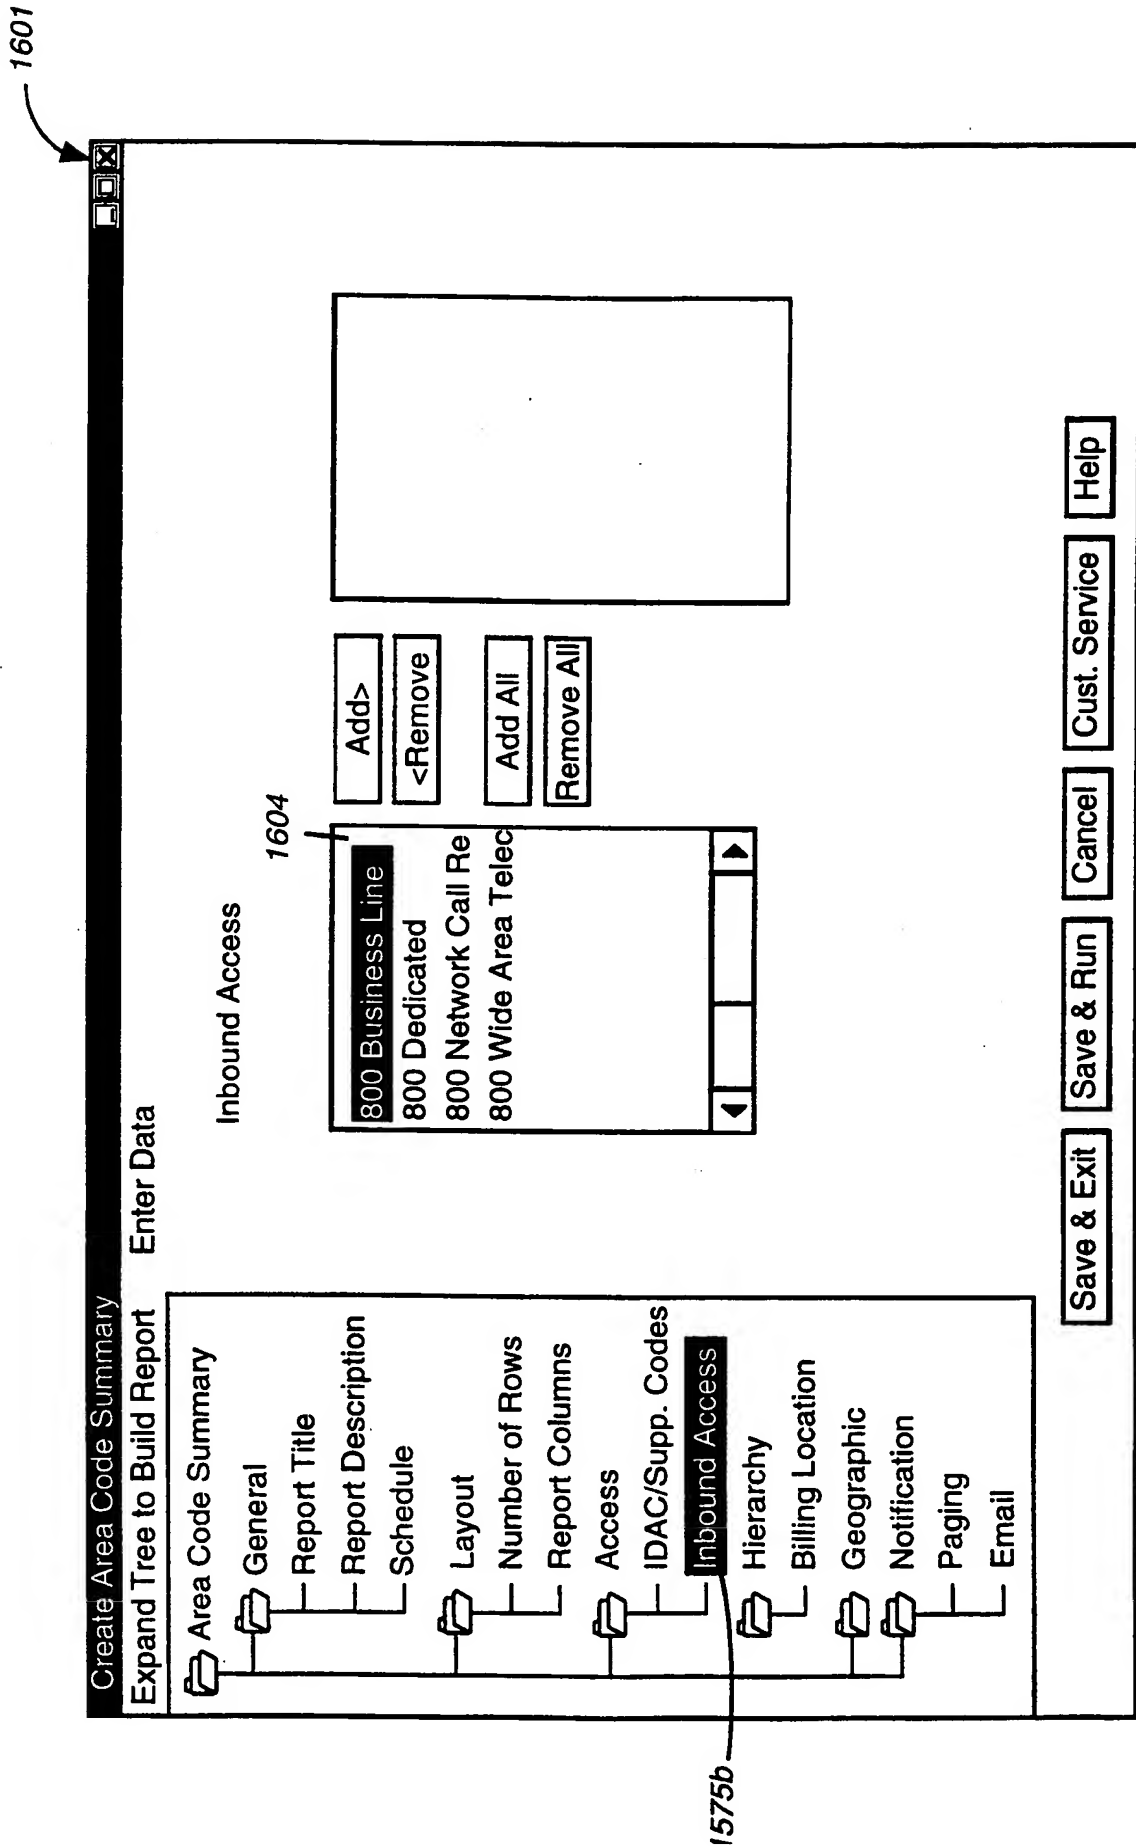 1601
Create Area Code Summary
Expand Tree to Build Report
Enter Data
Area Code Summary
General
Report Title
Report Description
Schedule
Layout
Number of Rows
Report Columns
Access
IDAC/Supp. Codes
Inbound Access
Hierarchy
Billing Location
Geographic
Notification
Paging
Email
1575b
Inbound Access
1604
800 Business Line
800 Dedicated
800 Network Call Re
800 Wide Area Telec
Add>
<Remove
Add All
Remove All
Save & Exit
Save & Run
Cancel
Cust. Service
Help